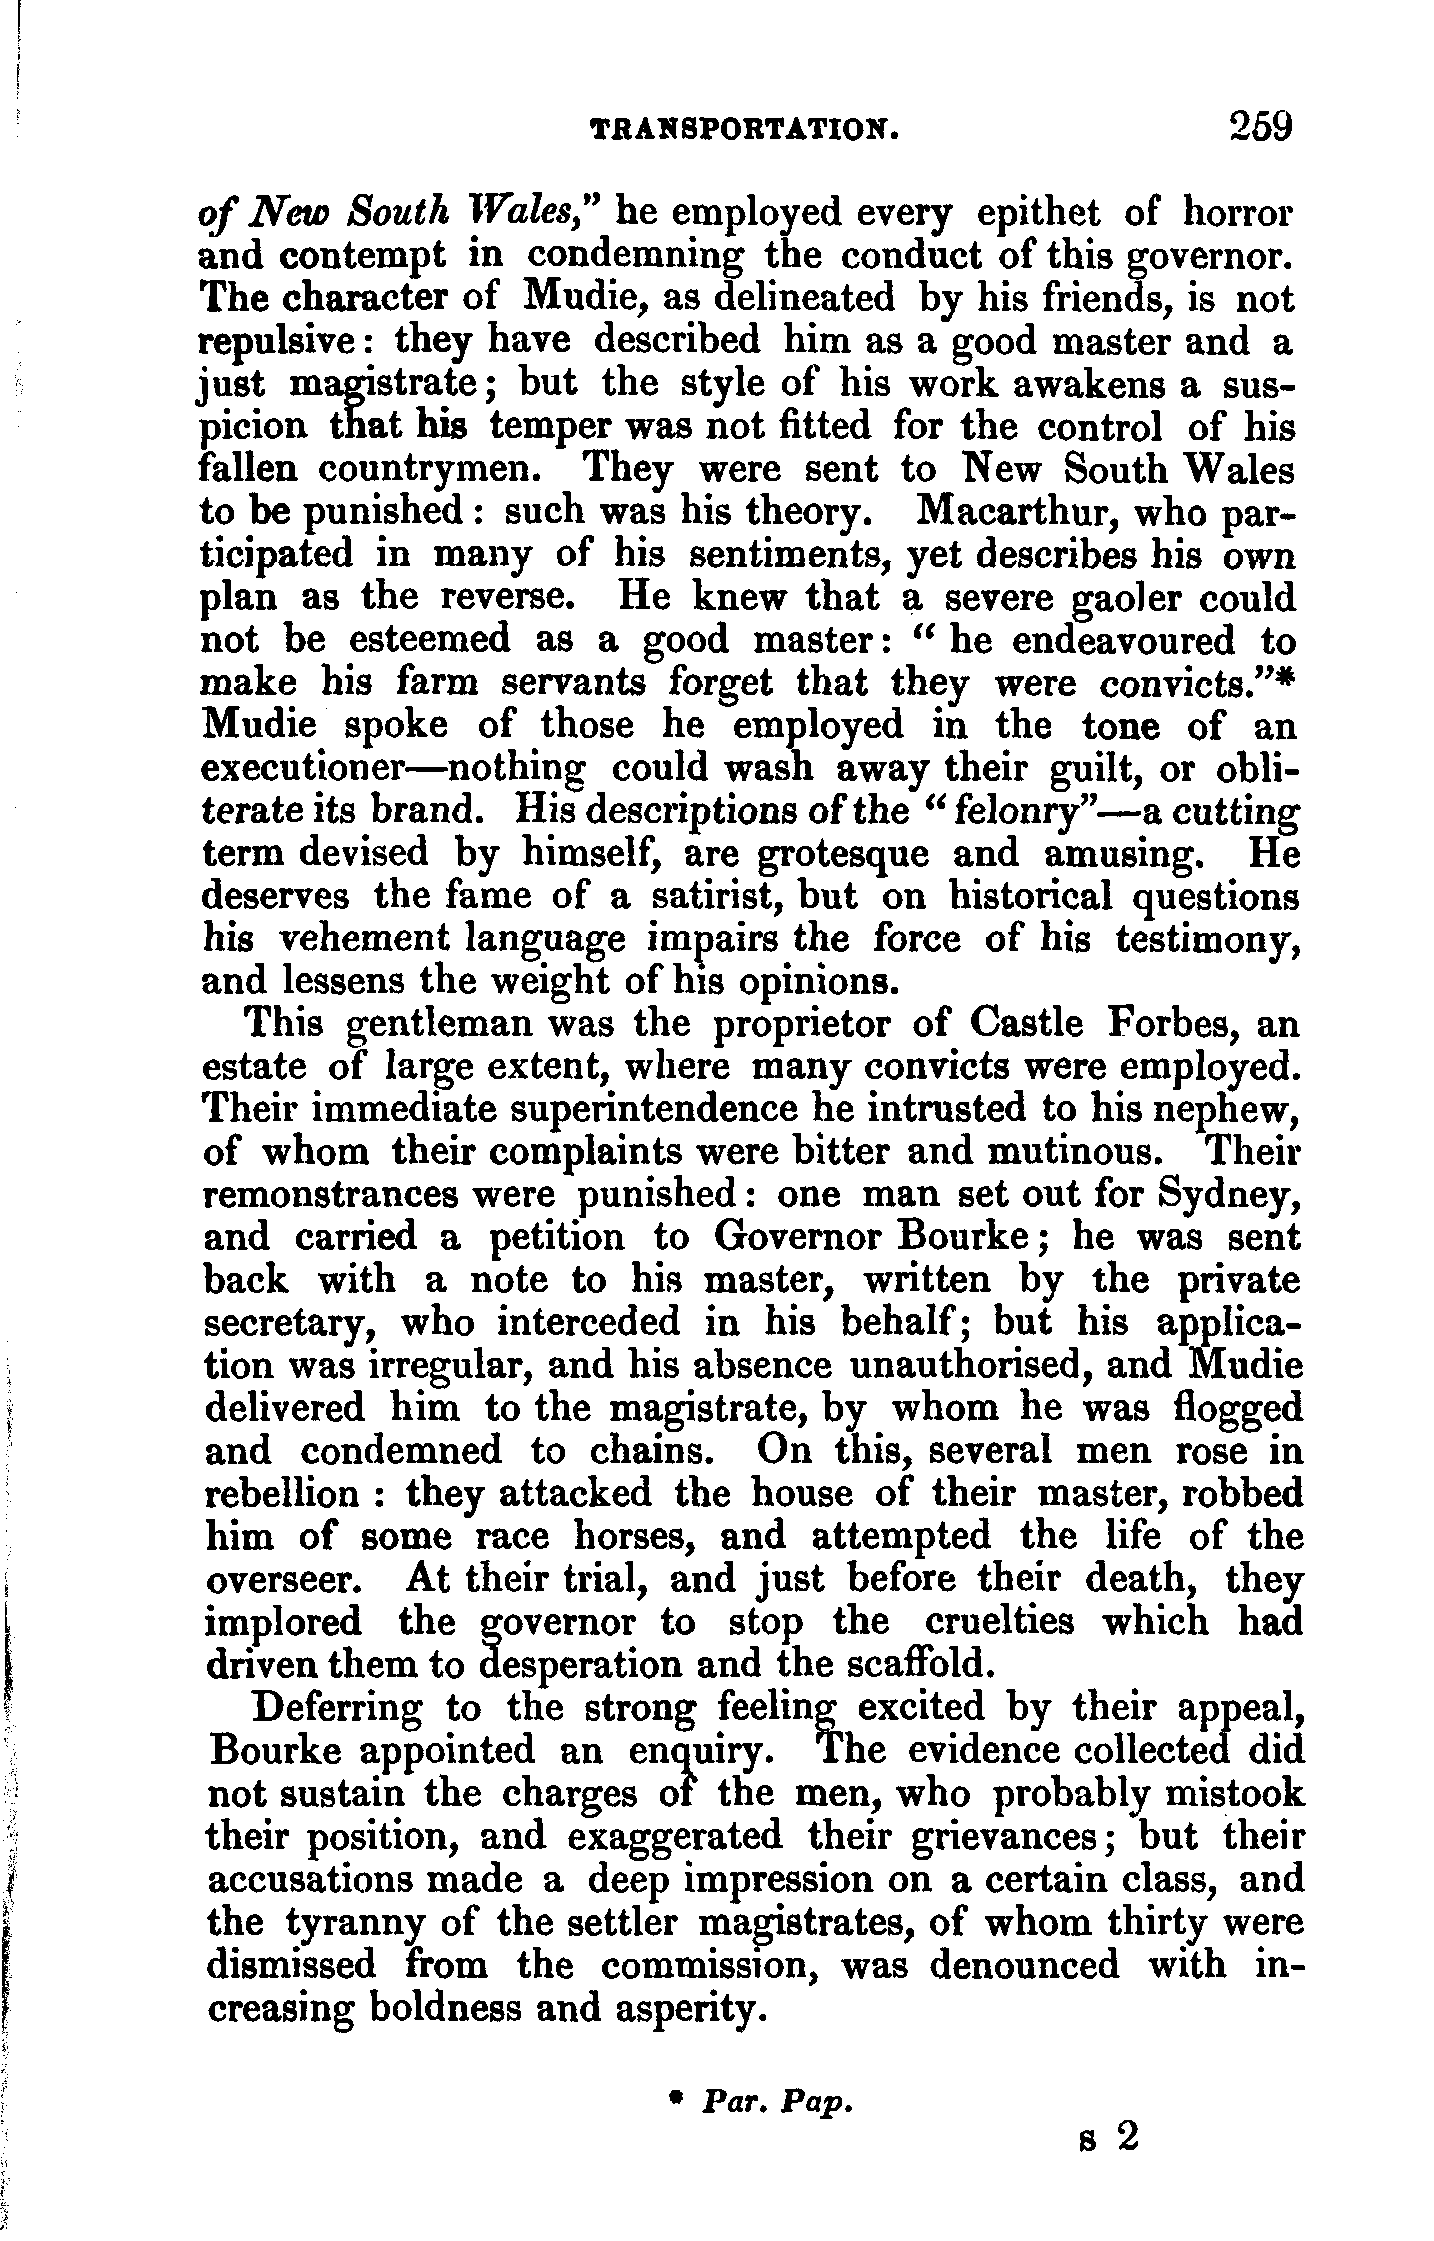 TRANSPORTATION. 259
of New South Wales," he employed every epithet of horror
and contempt in condemning the conduct of this governor.
The character of Mudie, as delineated by his friends, is not
repulsive: they have described him as a good master and a
just magistrate; but the style of his work awakens a sus-
picion that his temper was not fitted for the control of his
fallen countrymen. They were sent to New South Wales
to be punished: such was his theory. Macarthur, who par-
ticipated in many of his sentiments, yet describes his own
plan as the reverse. He knew that a severe gaoler could
not be esteemed as a good master: "he endeavoured to
make his farm servants forget that they were convicts."*
Mudie spoke of those he employed in the tone of an
executioner—nothing could wash away their guilt, or obli-
terate its brand. His descriptions of the "felonry"—a cutting
term devised by himself, are grotesque and amusing. He
deserves the fame of a satirist, but on historical questions
his vehement language impairs the force of his testimony,
and lessens the weight of his opinions.
This gentleman was the proprietor of Castle Forbes, an
estate of large extent, where many convicts were employed.
Their immediate superintendence he intrusted to his nephew,
of whom their complaints were bitter and mutinous. Their
remonstrances were punished: one man set out for Sydney,
and carried a petition to Governor Bourke; he was sent
back with a note to his master, written by the private
secretary, who interceded in his behalf; but his applica-
tion was irregular, and his absence unauthorised, and Mudie
delivered him to the magistrate, by whom he was flogged
and condemned to chains. On this, several men rose in
rebellion: they attacked the house of their master, robbed
him of some race horses, and attempted the life of the
overseer. At their trial, and just before their death, they
implored the governor to stop the cruelties which had
driven them to desperation and the scaffold.
Deferring to the strong feeling excited by their appeal,
Bourke appointed an enquiry. The evidence collected did
not sustain the charges of the men, who probably mistook
their position, and exaggerated their grievances; but their
accusations made a deep impression on a certain class, and
the tyranny of the settler magistrates, of whom thirty were
dismissed from the commission, was denounced with in-
creasing boldness and asperity.
* Par. Pap.
s 2